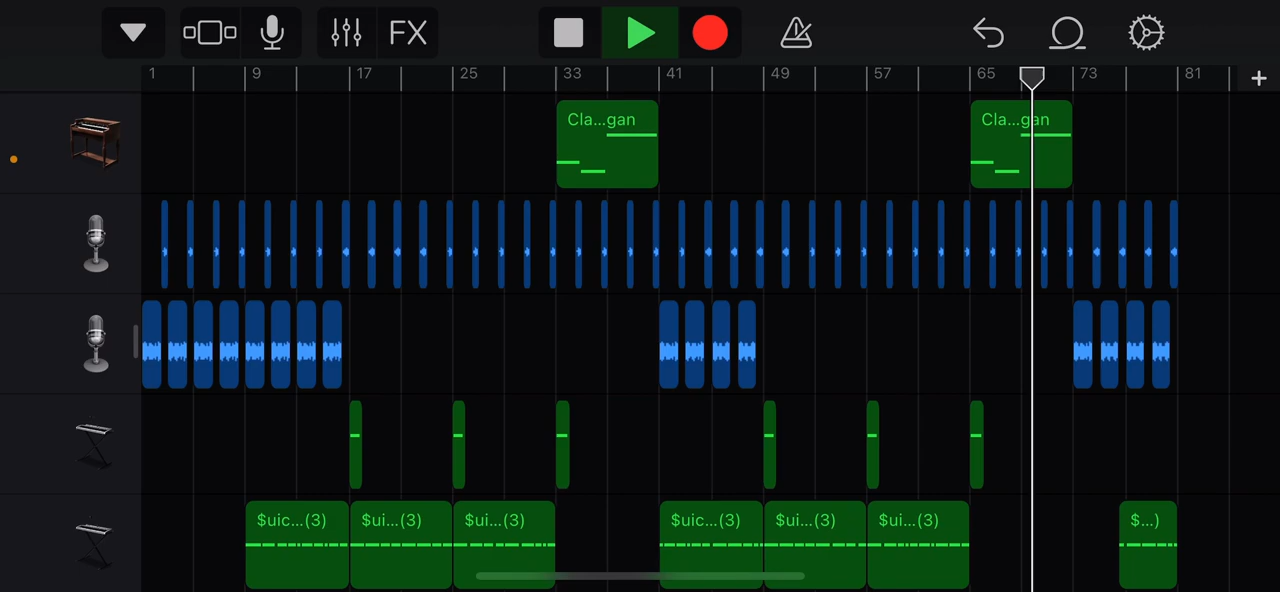 FX
1 9 17 25 33 41 49 57 65 73 81 +
Cla...gan Cla...gan
$uic...(3) $ui...(3) $ui...(3) $uic...(3) $ui...(3) $ui...(3) $...)